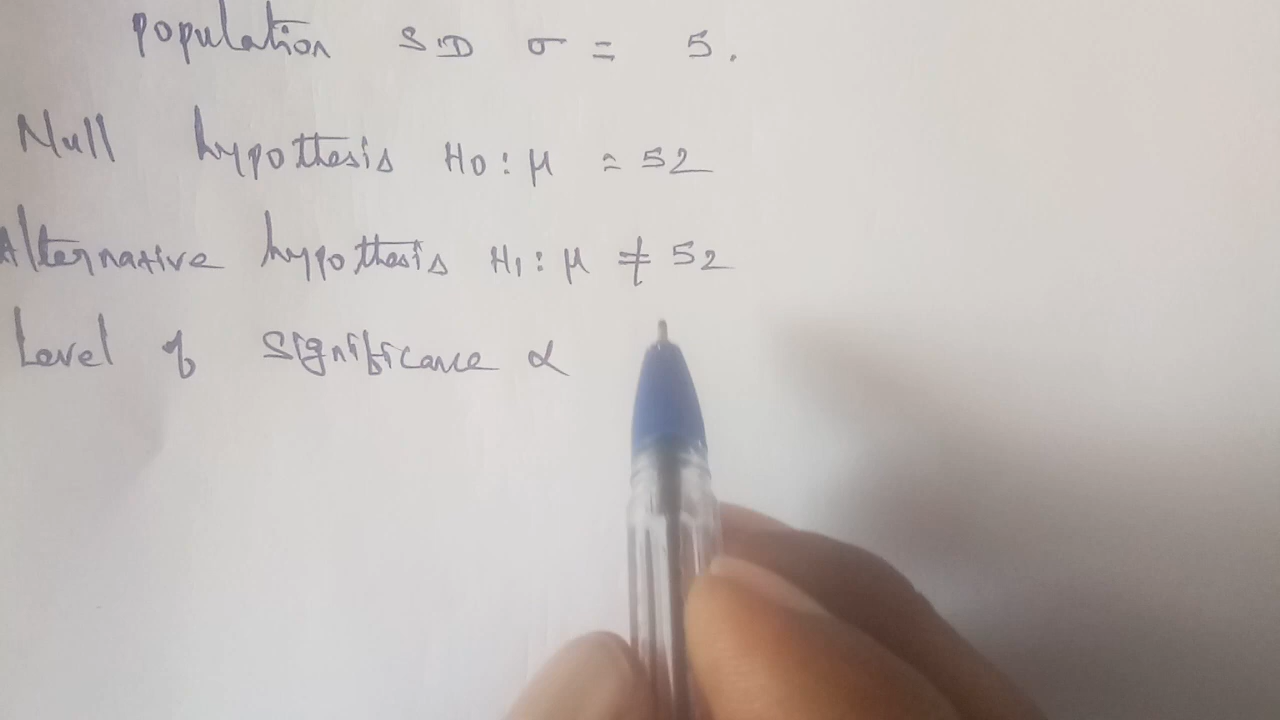 population S.D σ = 5.
Null hypothesis H0 : μ = 52
Alternative hypothesis H1 : μ ≠ 52
Level of significance α